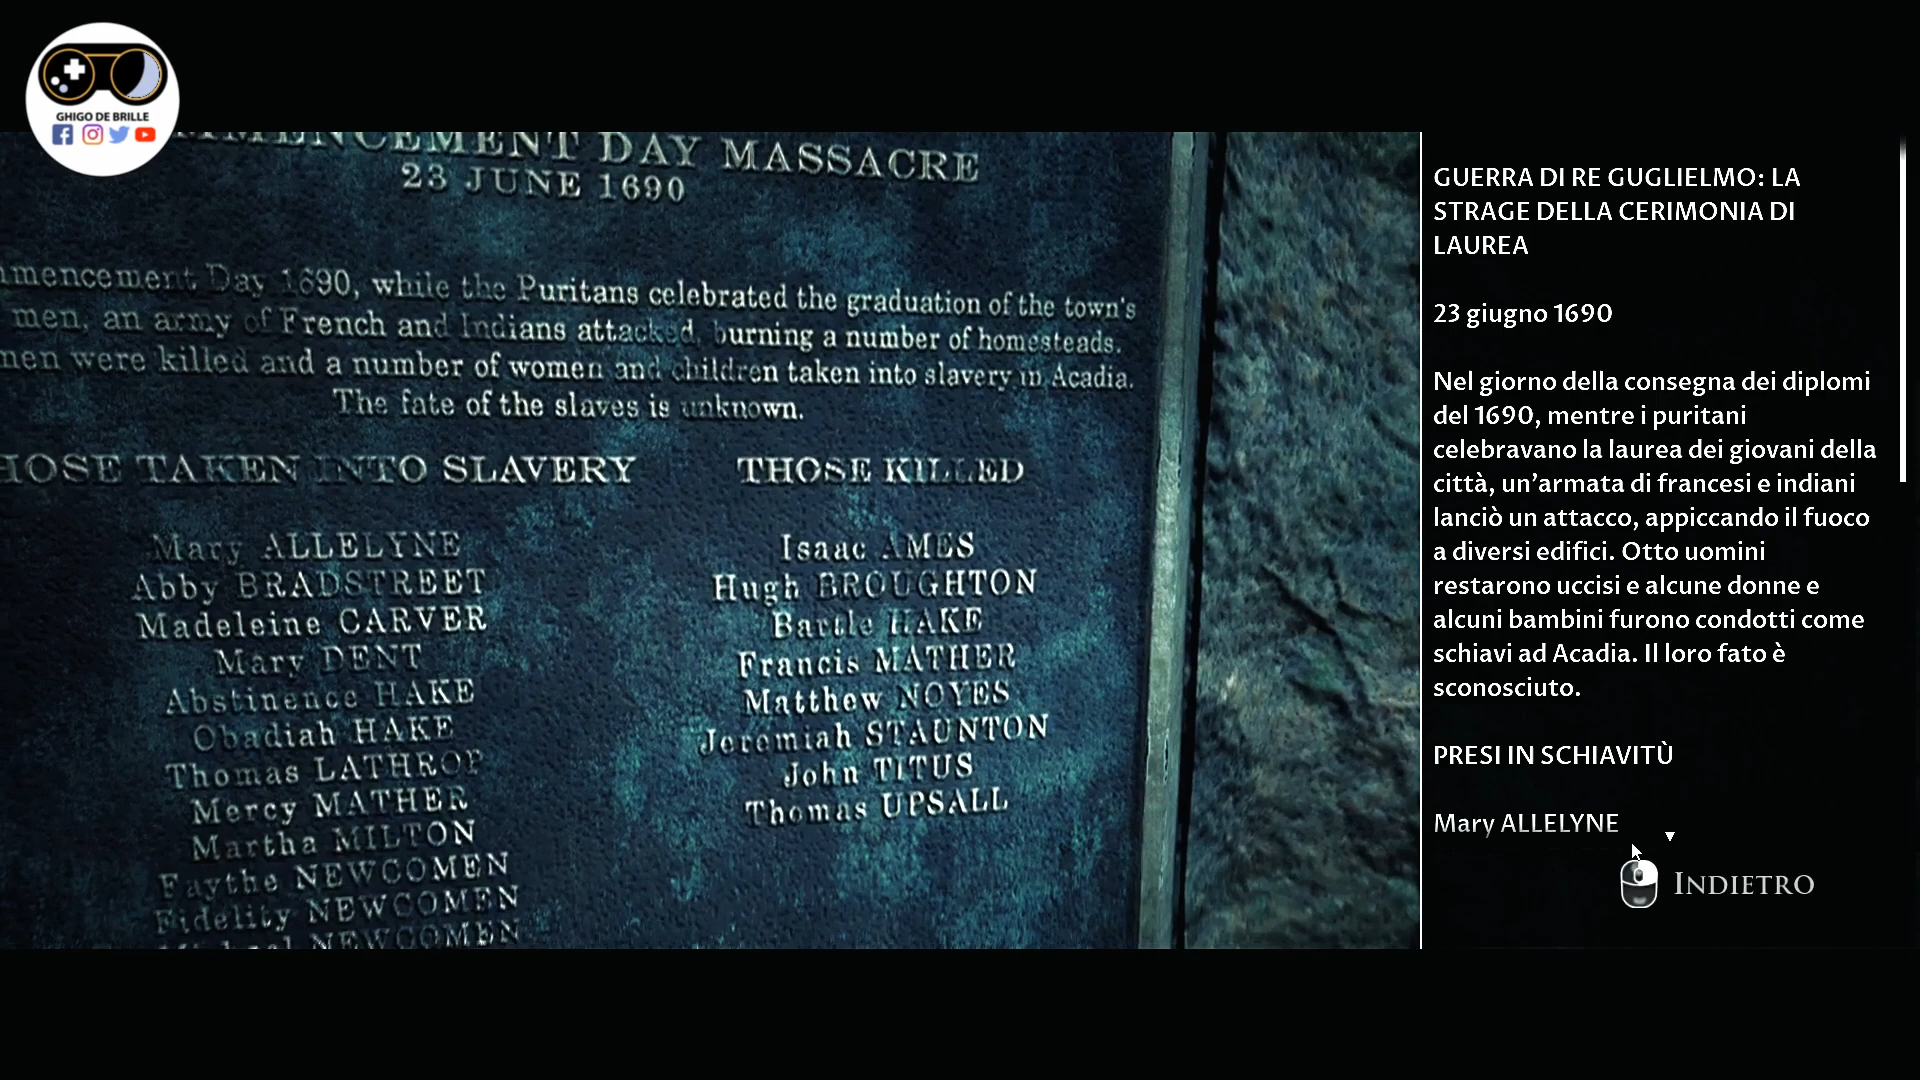 GHIGO DE BRILLE
DAY MASSACRE
23 JUNE 1690
Day 1690, while the Puritans celebrated the graduation of the town's
men, an army of French and Indians attacked, burning a number of homesteads.
men were killed and a number of women and children taken into slavery in Acadia.
The fate of the slaves is unknown.
TAKEN INTO SLAVERY
Mary ALLELYNE
Abby BRADSTREET
Madeleine CARVER
Mary DENT
Abstinence HAKE
Obadiah HAKE
Thomas LATHROP
Mercy MATHER
Martha MILTON
Faythe NEWCOMEN
Fidelity NEWCOMEN
NEWCOMEN
THOSE KILLED
Isaac AMES
Hugh BROUGHTON
Bartle HAKE
Francis MATHER
Matthew NOYES
Jeremiah STAUNTON
John TITUS
Thomas UPSALL
GUERRA DI RE GUGLIELMO: LA
STRAGE DELLA CERIMONIA DI
LAUREA
23 giugno 1690
Nel giorno della consegna dei diplomi
del 1690, mentre i puritani
celebravano la laurea dei giovani della
città, un’armata di francesi e indiani
lanciò un attacco, appiccando il fuoco
a diversi edifici. Otto uomini
restarono uccisi e alcune donne e
alcuni bambini furono condotti come
schiavi ad Acadia. Il loro fato è
sconosciuto.
PRESI IN SCHIAVITÙ
Mary ALLELYNE
INDIETRO